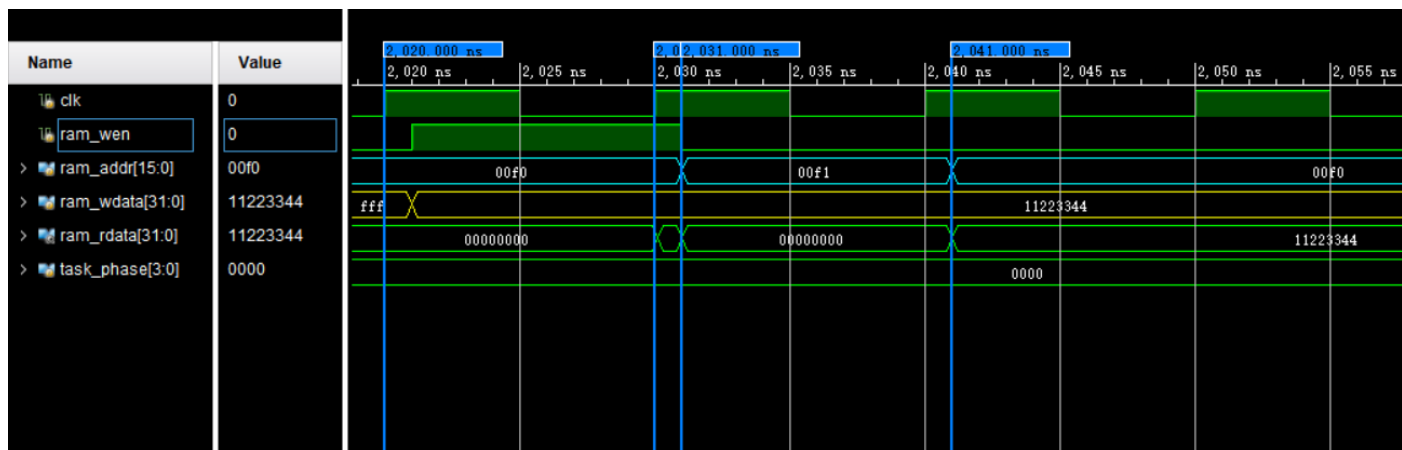 2,020.000 ns 2,0 2,031.000 ns 2,041.000 ns
Name Value 2,020 ns 2,025 ns 2,030 ns 2,035 ns 2,040 ns 2,045 ns 2,050 ns 2,055 ns
clk 0
ram_wen 0
ram_addr[15:0] 00f0 00f0 00f1 00f0
ram_wdata[31:0] 11223344 fff 11223344
ram_rdata[31:0] 11223344 00000000 00000000 11223344
task_phase[3:0] 0000 0000